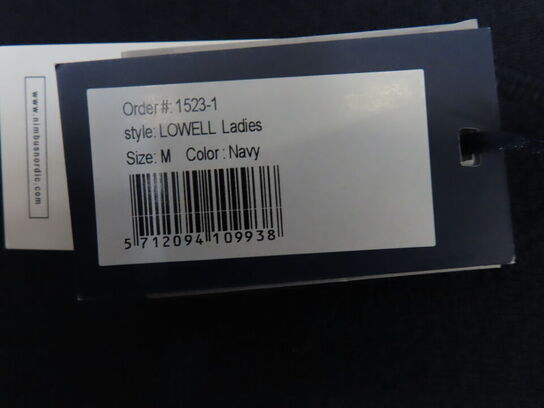 www.nimbusnordic.com
Order#: 1523-1
style: LOWELL Ladies
Size: M Color : Navy
5 712094 109938